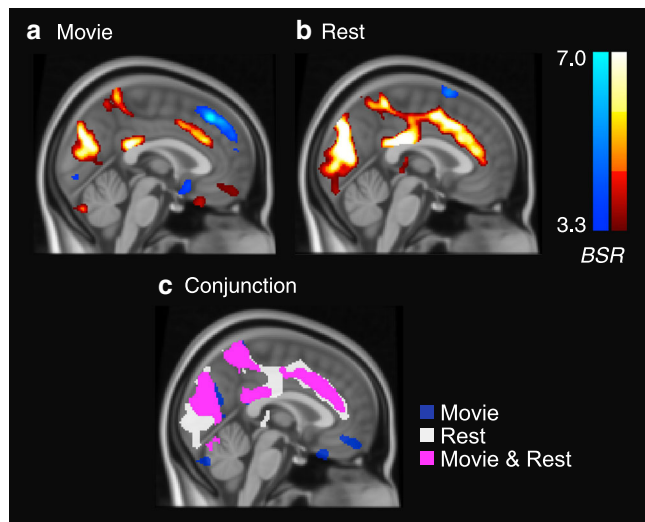 a Movie
b Rest
7.0
3.3
BSR
c Conjunction
Movie
Rest
Movie & Rest